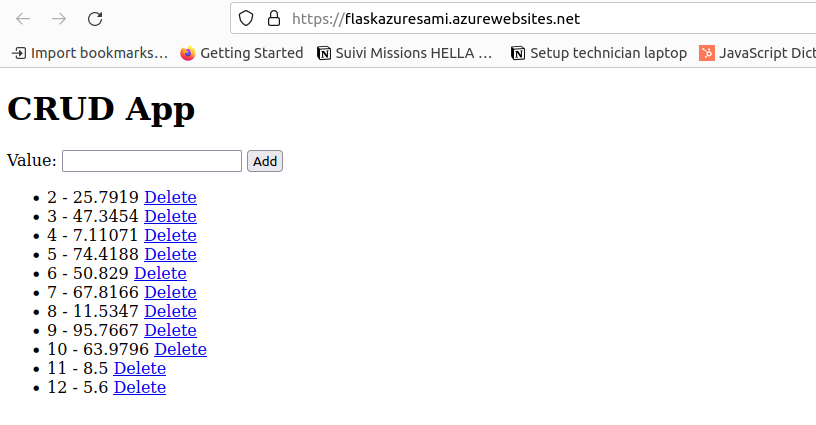 https://flaskazuresami.azurewebsites.net
Import bookmarks… Getting Started Suivi Missions HELLA … Setup technician laptop JavaScript Dict
CRUD App
Value: Add
2 - 25.7919 Delete
3 - 47.3454 Delete
4 - 7.11071 Delete
5 - 74.4188 Delete
6 - 50.829 Delete
7 - 67.8166 Delete
8 - 11.5347 Delete
9 - 95.7667 Delete
10 - 63.9796 Delete
11 - 8.5 Delete
12 - 5.6 Delete